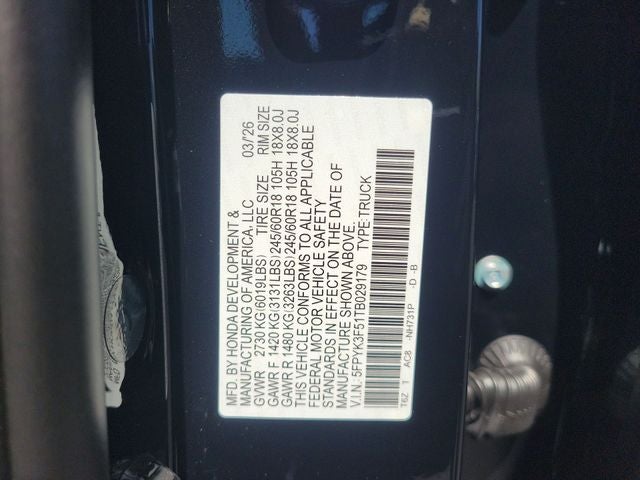 MFD. BY HONDA DEVELOPMENT &
MANUFACTURING OF AMERICA, LLC 03/'26
GVWR 2730 KG (6019LBS) TIRE SIZE RIM SIZE
GAWR F 1420 KG (3131LBS) 245/60R18 105H 18X8.0J
GAWR R 1480 KG (3263LBS) 245/60R18 105H 18X8.0J
THIS VEHICLE CONFORMS TO ALL APPLICABLE
FEDERAL MOTOR VEHICLE SAFETY
STANDARDS IN EFFECT ON THE DATE OF
MANUFACTURE SHOWN ABOVE.
V.I.N.: 5FPYK3F51TB029179 TYPE:TRUCK
T6Z 1 AC8 -NH731P -D -B